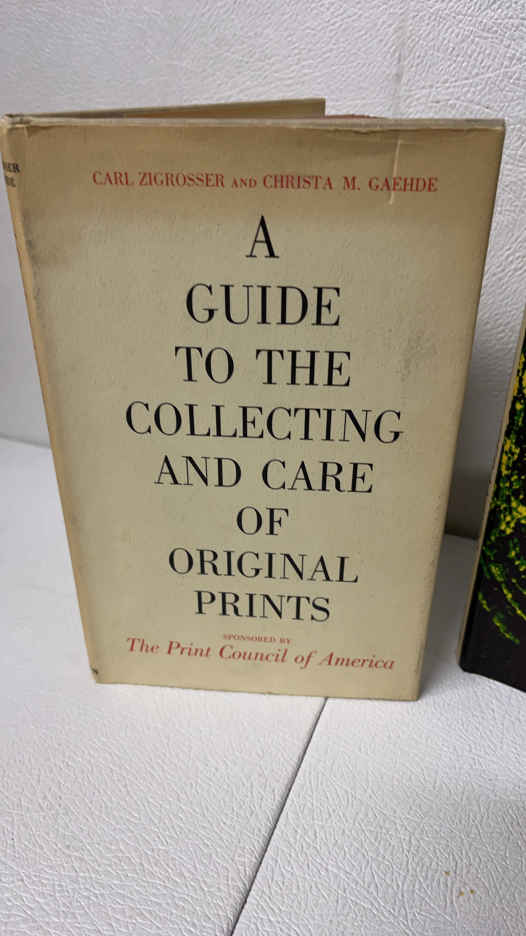 CARL ZIGROSSER AND CHRISTA M. GAEHDE
A
GUIDE
TO THE
COLLECTING
AND CARE
OF
ORIGINAL
PRINTS
SPONSORED BY
The Print Council of America